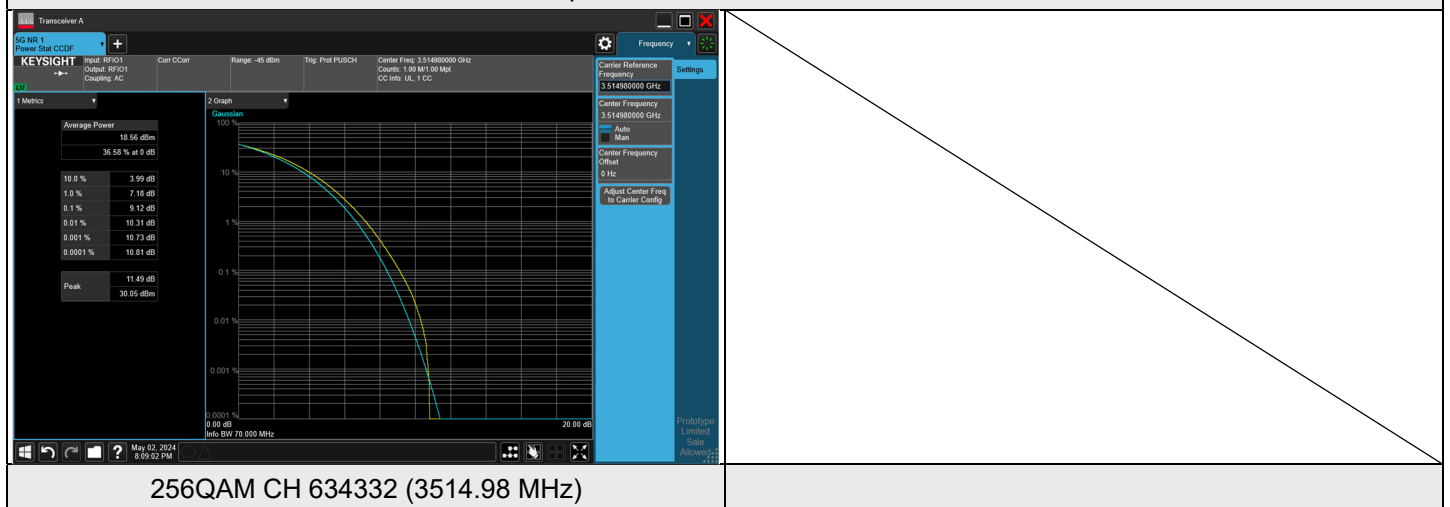 Transceiver A
5G NR 1
Power Stat CCDF
Frequency
KEYSIGHT
Input: RFIO1
Output: RFIO1
Coupling: AC
Corr CCorr
Range: -45 dBm
Trig: Prot PUSCH
Center Freq: 3.514980000 GHz
Counts: 1.00 M/1.00 Mpt
CC Info: UL, 1 CC
1 Metrics
Average Power
18.56 dBm
36.58 % at 0 dB
10.0 % 3.99 dB
1.0 % 7.18 dB
0.1 % 9.12 dB
0.01 % 10.31 dB
0.001 % 10.73 dB
0.0001 % 10.81 dB
Peak
11.49 dB
30.05 dBm
2 Graph
Gaussian
100 %
10 %
1 %
0.1 %
0.01 %
0.001 %
0.0001 %
0.00 dB 20.00 dB
Info BW 70.000 MHz
Carrier Reference
Frequency
3.514980000 GHz
Center Frequency
3.514980000 GHz
Auto
Man
Center Frequency
Offset
0 Hz
Adjust Center Freq
to Carrier Config
Settings
Prototype
Limited
Sale
Allowed
?
May 02, 2024
8:09:02 PM
256QAM CH 634332 (3514.98 MHz)